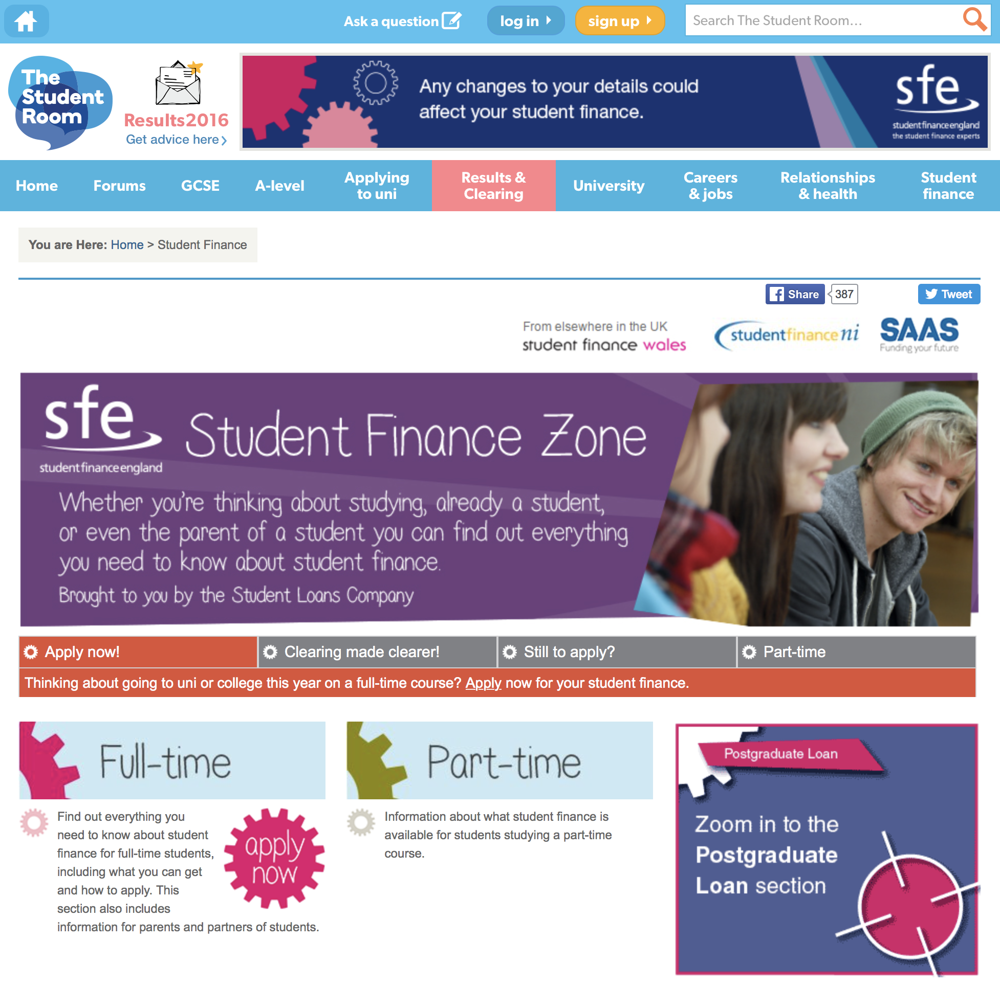 Ask a question
log in
sign up
Search The Student Room...
The
Student
Room
Results2016
Get advice here
Any changes to your details could
affect your student finance.
sfe
studentfinanceengland
the student finance experts
Home
Forums
GCSE
A-level
Applying
to uni
Results &
Clearing
University
Careers
& jobs
Relationships
& health
Student
finance
You are Here: Home > Student Finance
Share
387
Tweet
From elsewhere in the UK
student finance wales
studentfinance ni
SAAS
Funding your future
sfe
studentfinanceengland
Student Finance Zone
Whether you're thinking about studying, already a student,
or even the parent of a student you can find out everything
you need to know about student finance.
Brought to you by the Student Loans Company
Apply now!
Clearing made clearer!
Still to apply?
Part-time
Thinking about going to uni or college this year on a full-time course? Apply now for your student finance.
Full-time
Find out everything you
need to know about student
finance for full-time students,
including what you can get
and how to apply. This
section also includes
information for parents and partners of students.
apply
now
Part-time
Information about what student finance is
available for students studying a part-time
course.
Postgraduate Loan
Zoom in to the
Postgraduate
Loan section